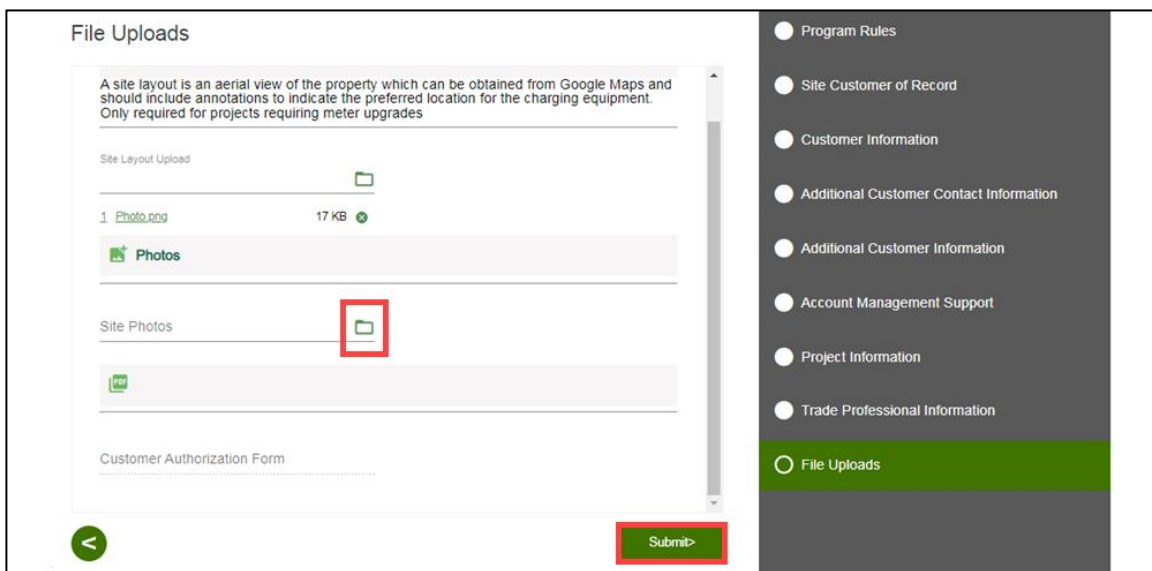 File Uploads
A site layout is an aerial view of the property which can be obtained from Google Maps and
should include annotations to indicate the preferred location for the charging equipment.
Only required for projects requiring meter upgrades
Site Layout Upload
1 Photo.png 17 KB
Photos
Site Photos
PDF
Customer Authorization Form
<
Submit>
Program Rules
Site Customer of Record
Customer Information
Additional Customer Contact Information
Additional Customer Information
Account Management Support
Project Information
Trade Professional Information
File Uploads